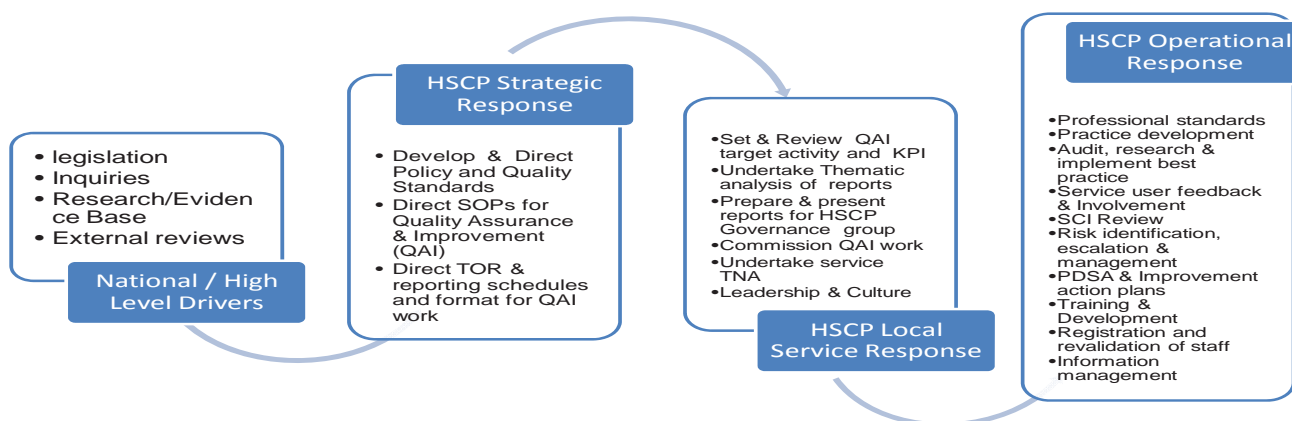 • legislation
• Inquiries
• Research/Eviden
ce Base
• External reviews
National / High
Level Drivers
HSCP Strategic
Response
• Develop & Direct
Policy and Quality
Standards
• Direct SOPs for
Quality Assurance
& Improvement
(QAI)
• Direct TOR &
reporting schedules
and format for QAI
work
•Set & Review QAI
target activity and KPI
•Undertake Thematic
analysis of reports
•Prepare & present
reports for HSCP
Governance group
•Commission QAI work
•Undertake service
TNA
•Leadership & Culture
HSCP Local
Service Response
HSCP Operational
Response
•Professional standards
•Practice development
•Audit, research &
implement best
practice
•Service user feedback
& Involvement
•SCI Review
•Risk identification,
escalation &
management
•PDSA & Improvement
action plans
•Training &
Development
•Registration and
revalidation of staff
•Information
management